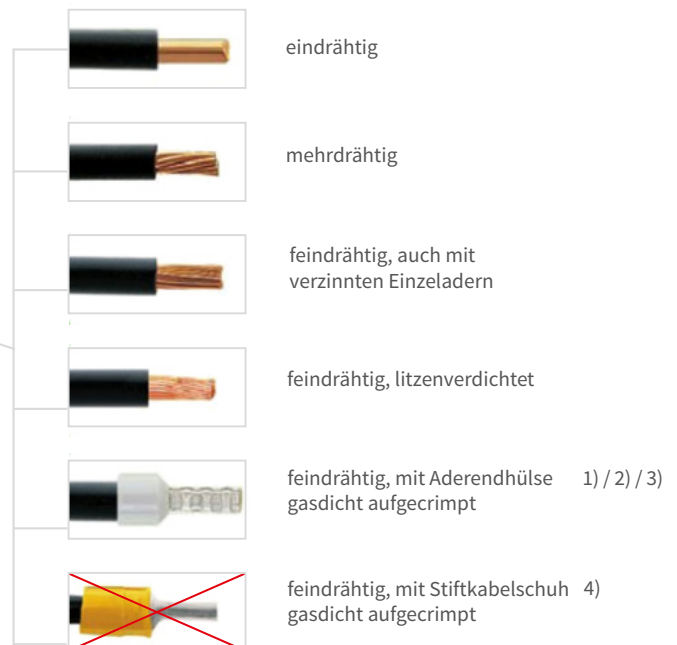 eindrähtig
mehrdrähtig
feindrähtig, auch mit
verzinnten Einzeladern
feindrähtig, litzenverdichtet
feindrähtig, mit Aderendhülse 1) / 2) / 3)
gasdicht aufgecrimpt
feindrähtig, mit Stiftkabelschuh 4)
gasdicht aufgecrimpt